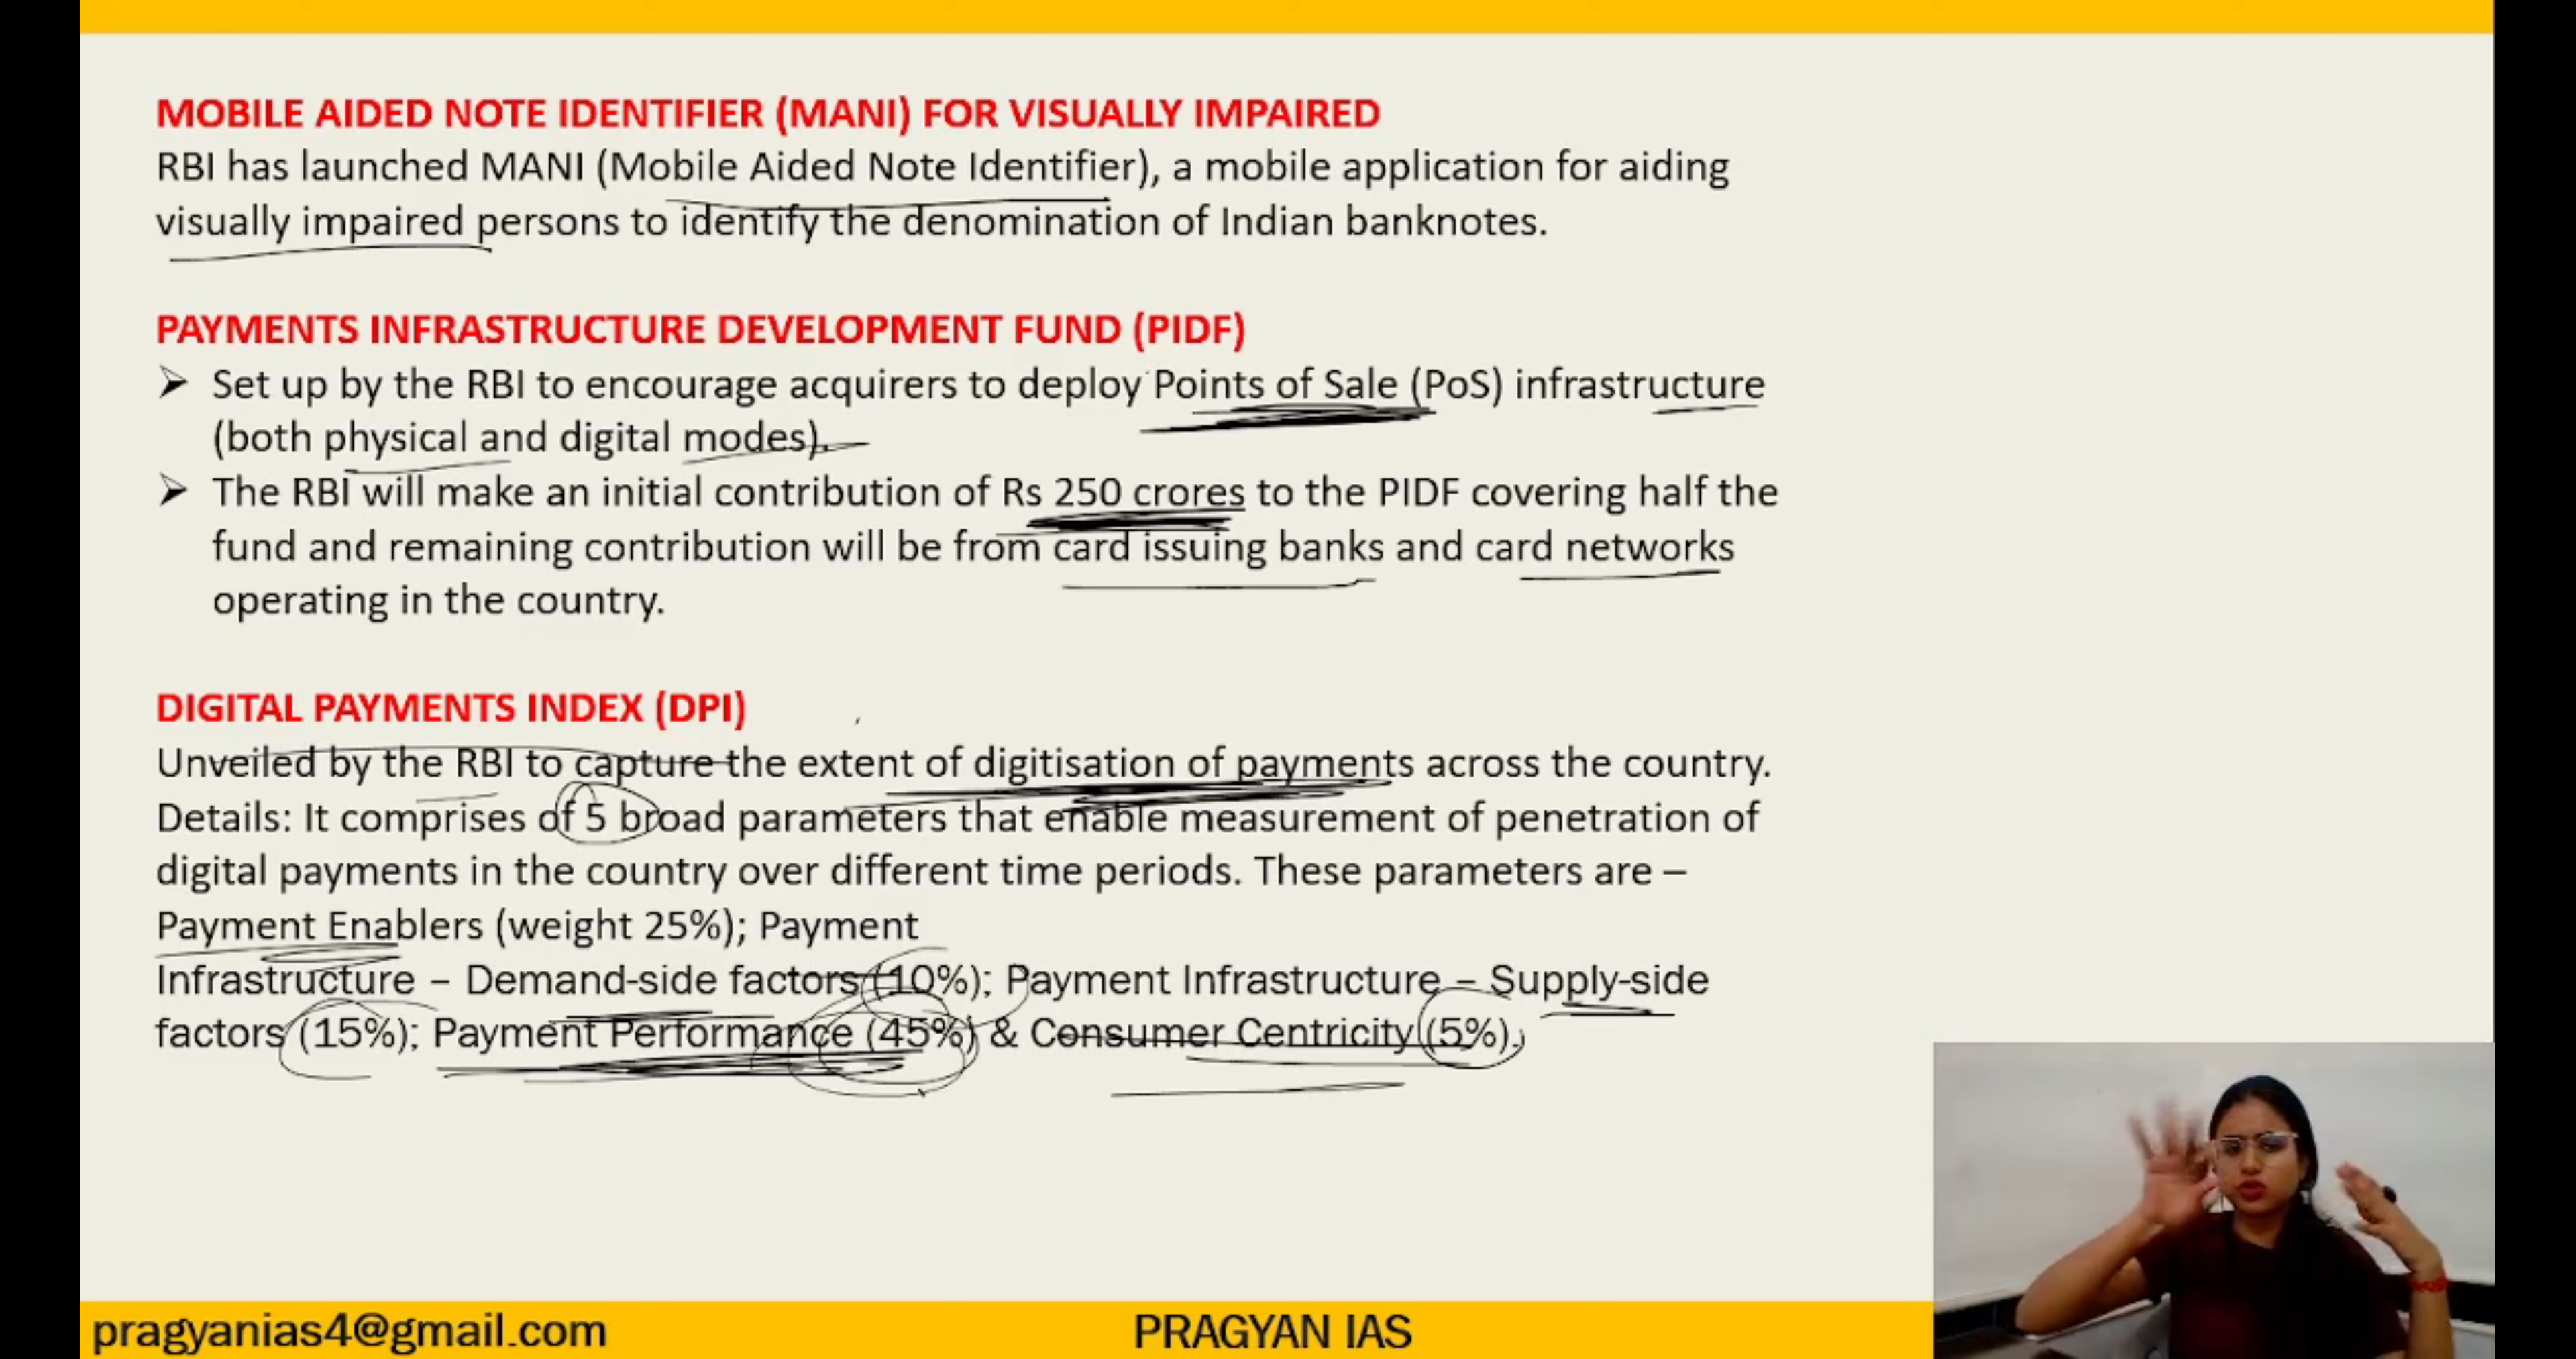 MOBILE AIDED NOTE IDENTIFIER (MANI) FOR VISUALLY IMPAIRED
RBI has launched MANI (Mobile Aided Note Identifier), a mobile application for aiding
visually impaired persons to identify the denomination of Indian banknotes.
PAYMENTS INFRASTRUCTURE DEVELOPMENT FUND (PIDF)
➢ Set up by the RBI to encourage acquirers to deploy Points of Sale (PoS) infrastructure
(both physical and digital modes).
➢ The RBI will make an initial contribution of Rs 250 crores to the PIDF covering half the
fund and remaining contribution will be from card issuing banks and card networks
operating in the country.
DIGITAL PAYMENTS INDEX (DPI)
Unveiled by the RBI to capture the extent of digitisation of payments across the country.
Details: It comprises of 5 broad parameters that enable measurement of penetration of
digital payments in the country over different time periods. These parameters are –
Payment Enablers (weight 25%); Payment
Infrastructure – Demand-side factors (10%); Payment Infrastructure – Supply-side
factors (15%); Payment Performance (45%) & Consumer Centricity (5%).
pragyanias4@gmail.com
PRAGYAN IAS